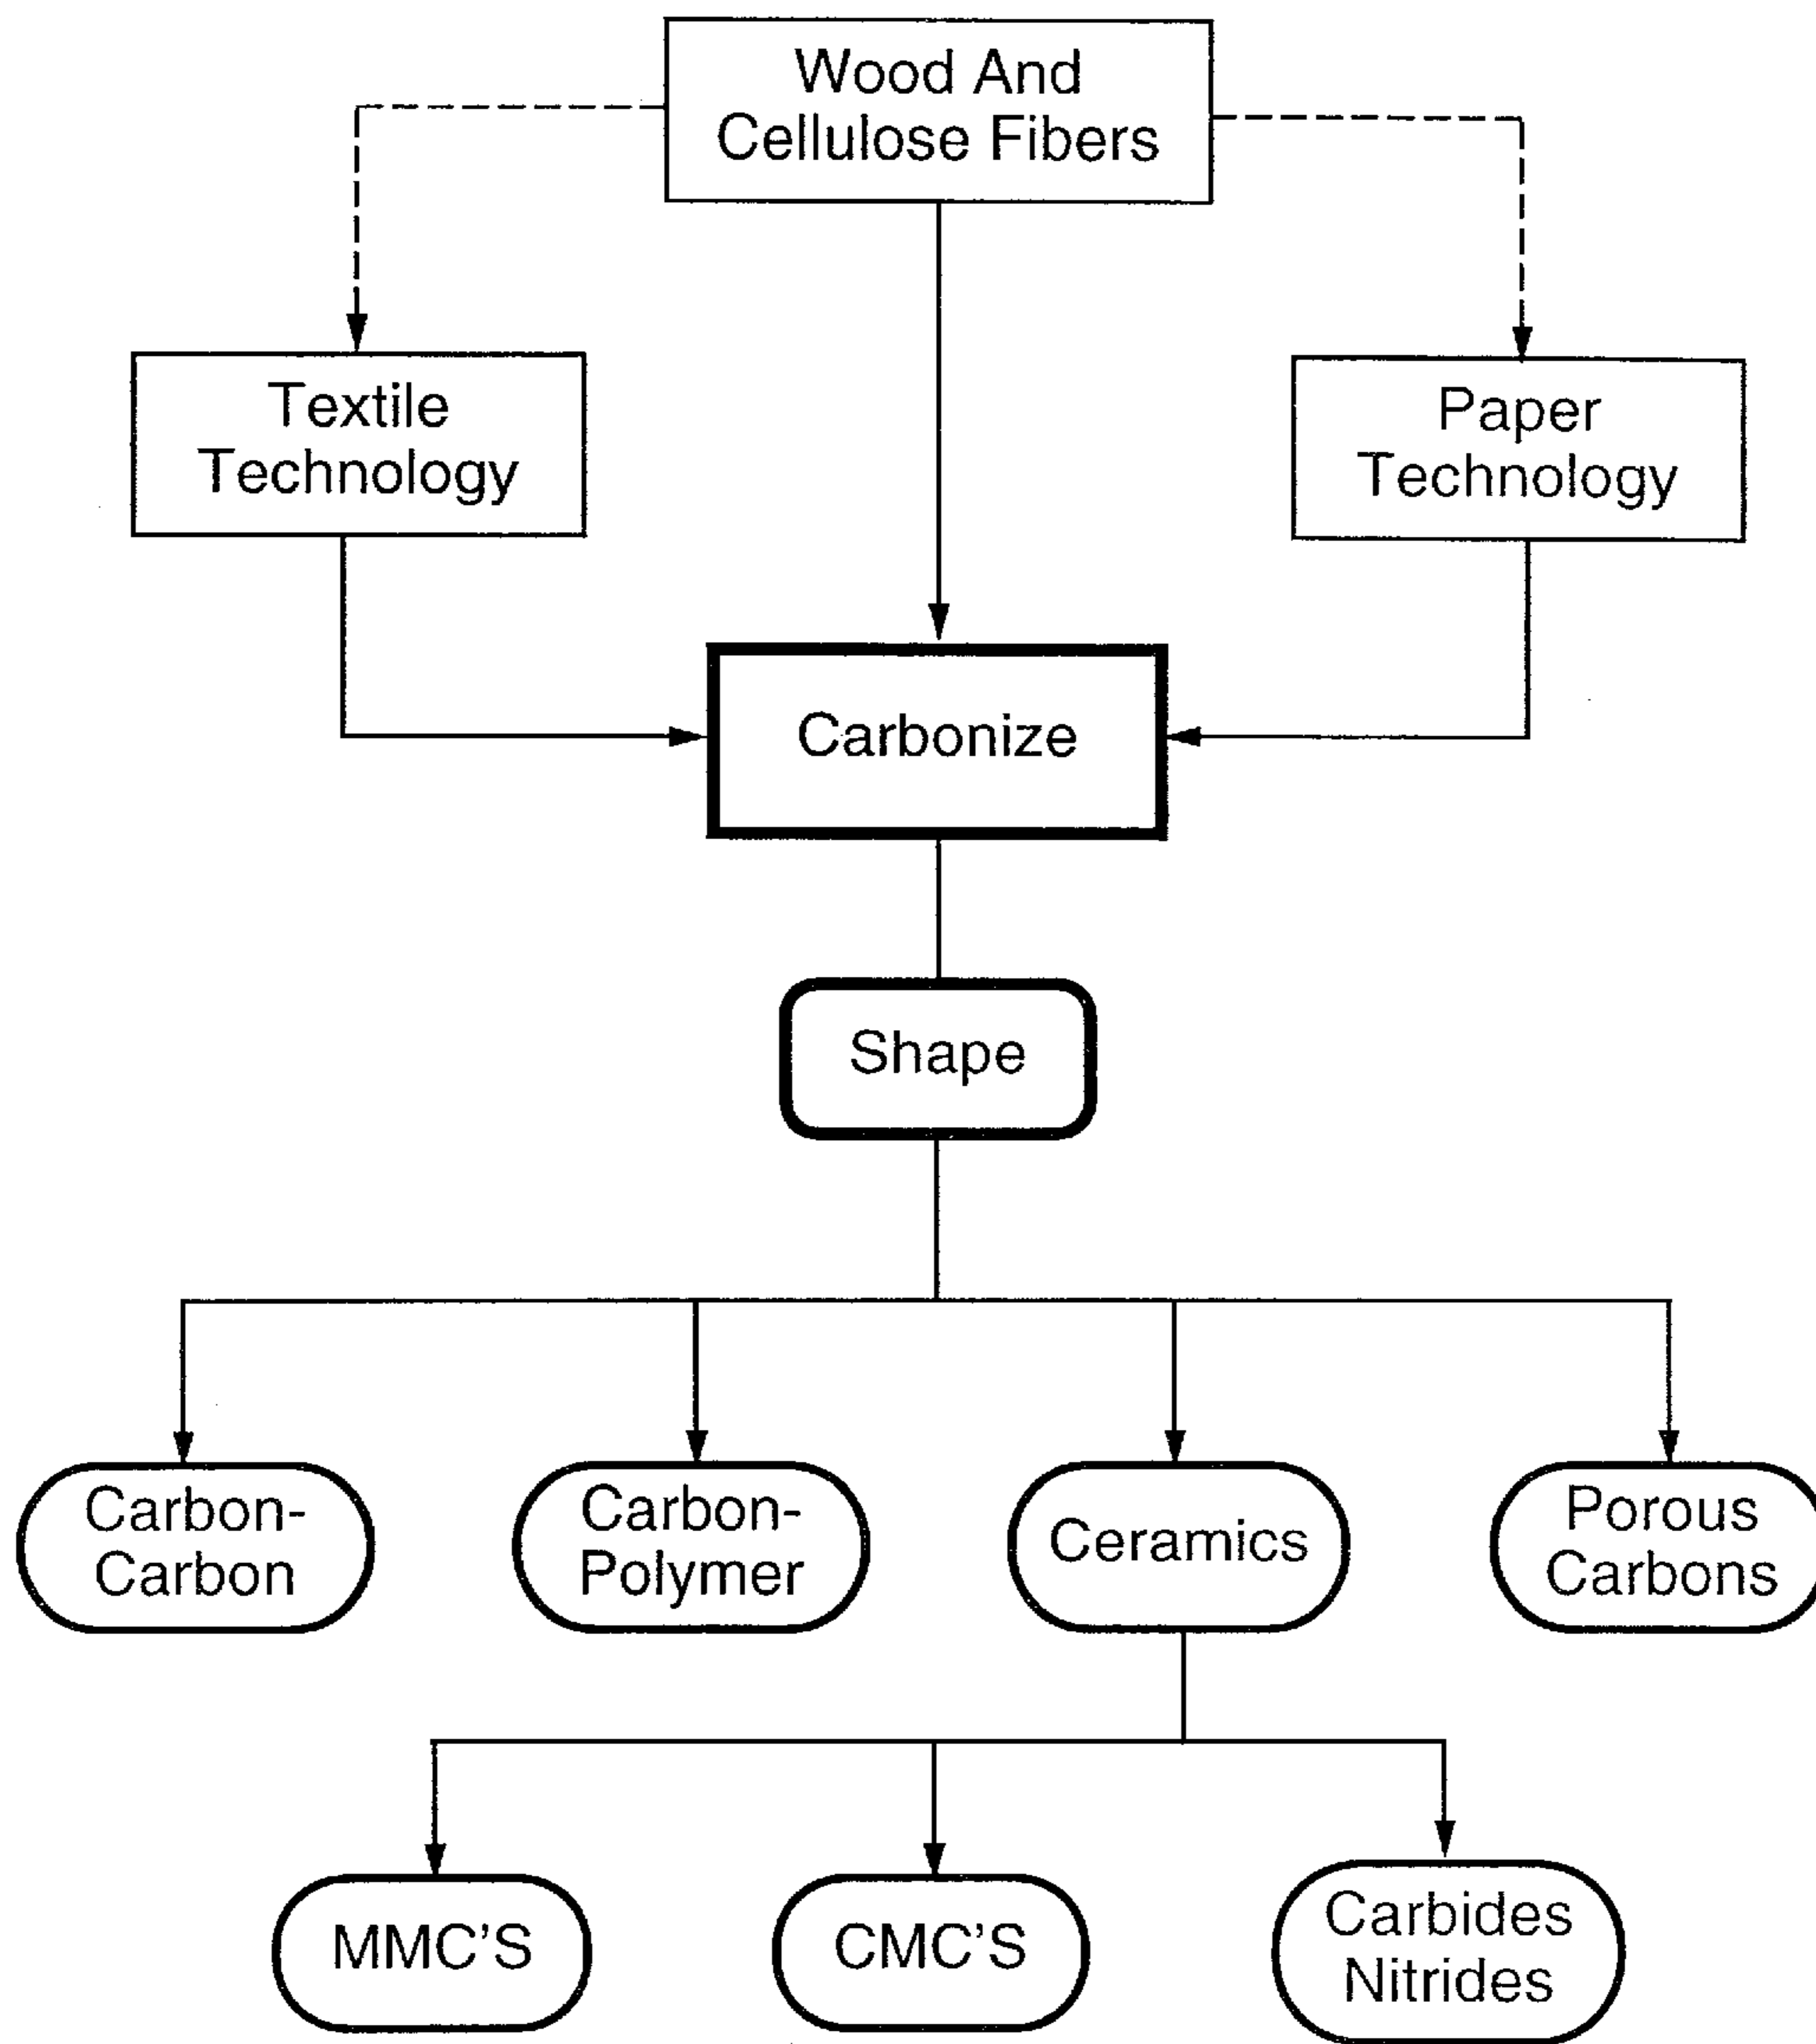 Wood And
Cellulose Fibers
Textile
Technology
Paper
Technology
Carbonize
Shape
Carbon-
Carbon
Carbon-
Polymer
Ceramics
Porous
Carbons
MMC'S
CMC'S
Carbides
Nitrides